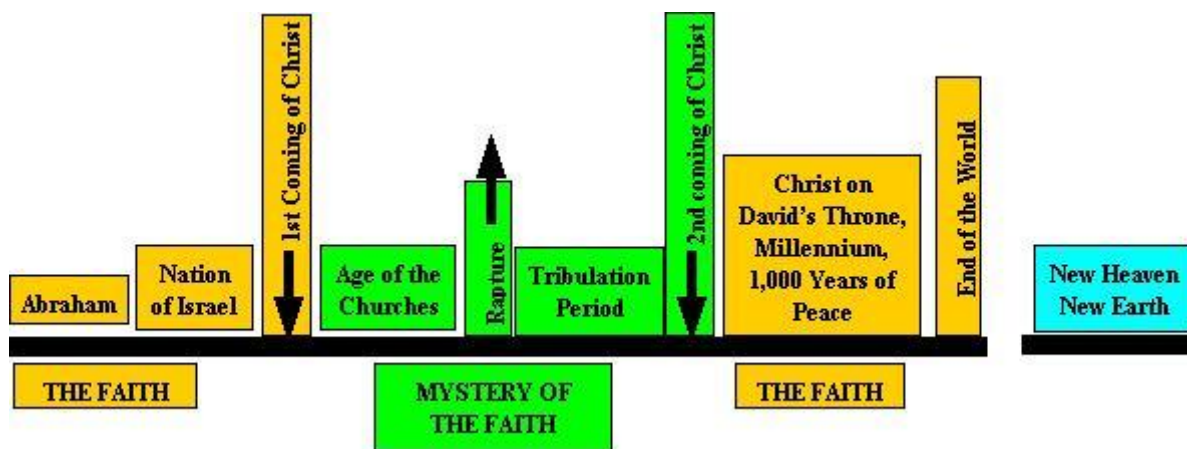 Abraham
Nation
of Israel
1st Coming of Christ
Age of the
Churches
Rapture
Tribulation
Period
2nd coming of Christ
Christ on
David's Throne,
Millennium,
1,000 Years of
Peace
End of the World
New Heaven
New Earth
THE FAITH
MYSTERY OF
THE FAITH
THE FAITH